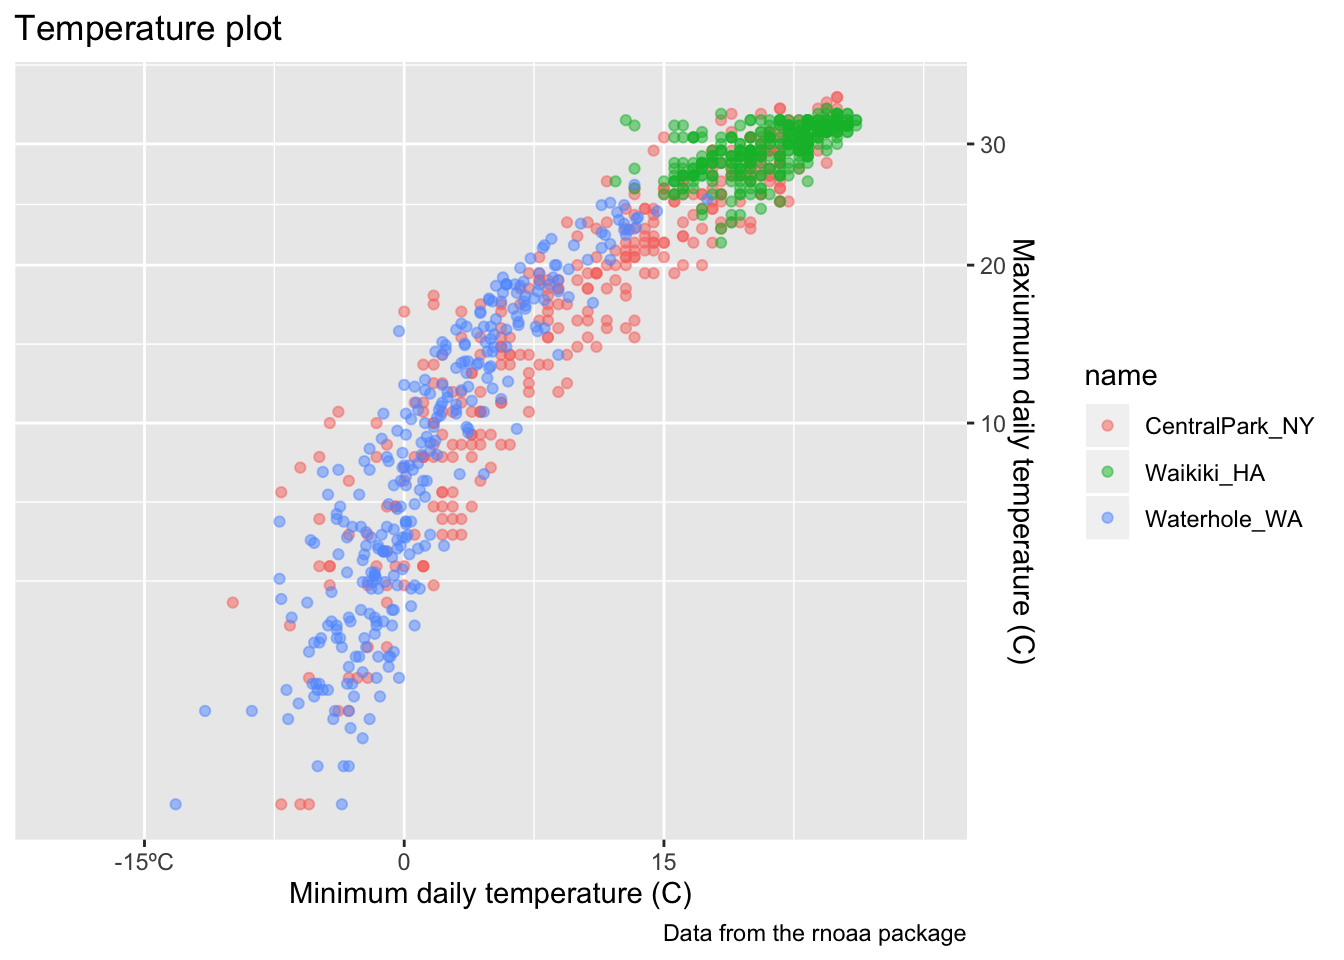 Temperature plot
30
20
10
Maxiumum daily temperature (C)
-15ºC
0
15
Minimum daily temperature (C)
Data from the rnoaa package
name
CentralPark_NY
Waikiki_HA
Waterhole_WA